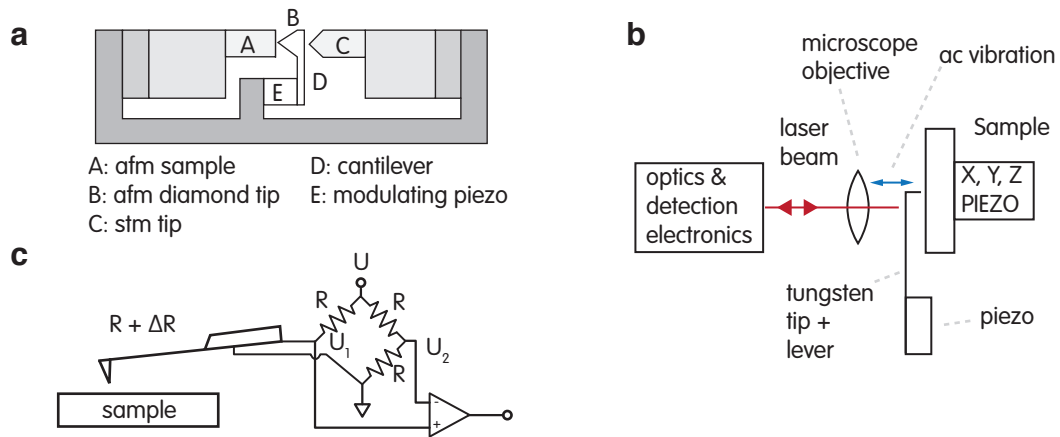 a
B
A
C
D
E
A: afm sample
D: cantilever
B: afm diamond tip
E: modulating piezo
C: stm tip
b
microscope
objective
ac vibration
laser
beam
Sample
optics &
detection
electronics
X, Y, Z
PIEZO
tungsten
tip +
lever
piezo
c
U
R
R
R + ΔR
U1
U2
R
sample
-
+